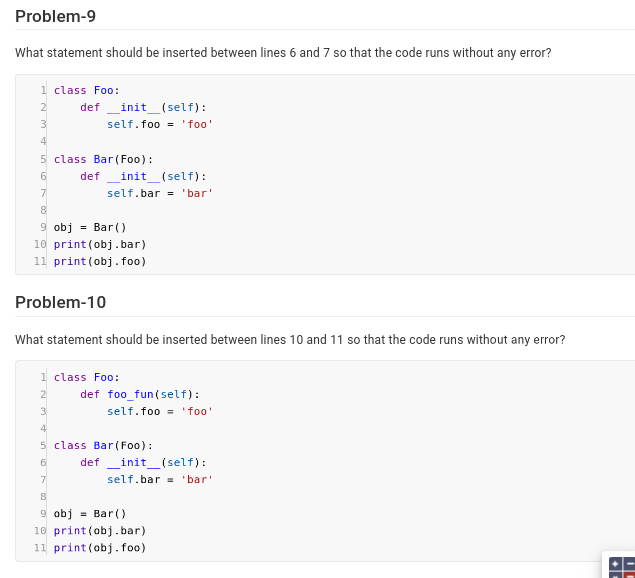 Problem-9
What statement should be inserted between lines 6 and 7 so that the code runs without any error?
1 class Foo:
2     def __init__(self):
3         self.foo = 'foo'
4
5 class Bar(Foo):
6     def __init__(self):
7         self.bar = 'bar'
8
9 obj = Bar()
10 print(obj.bar)
11 print(obj.foo)
Problem-10
What statement should be inserted between lines 10 and 11 so that the code runs without any error?
1 class Foo:
2     def foo_fun(self):
3         self.foo = 'foo'
4
5 class Bar(Foo):
6     def __init__(self):
7         self.bar = 'bar'
8
9 obj = Bar()
10 print(obj.bar)
11 print(obj.foo)